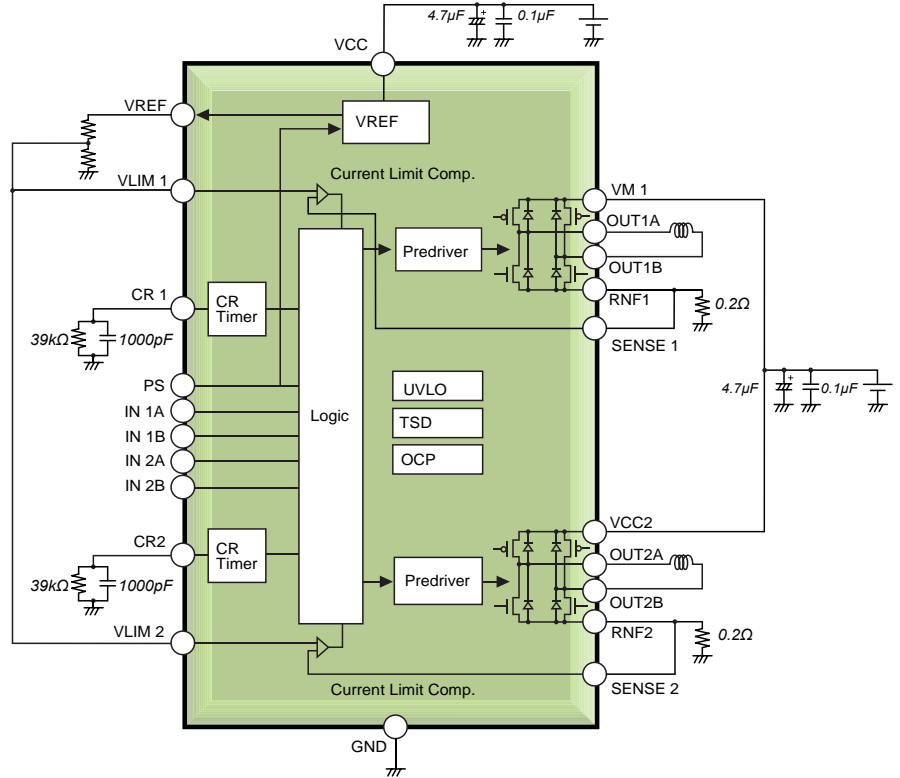 4.7µF
0.1µF
VCC
VREF
VREF
VLIM 1
Current Limit Comp.
VM 1
OUT1A
Predriver
OUT1B
CR 1
CR
Timer
RNF1
0.2Ω
39kΩ
1000pF
SENSE 1
PS
IN 1A
IN 1B
IN 2A
IN 2B
Logic
UVLO
TSD
OCP
4.7µF
0.1µF
CR2
CR
Timer
VCC2
OUT2A
39kΩ
1000pF
Predriver
OUT2B
VLIM 2
RNF2
0.2Ω
Current Limit Comp.
SENSE 2
GND